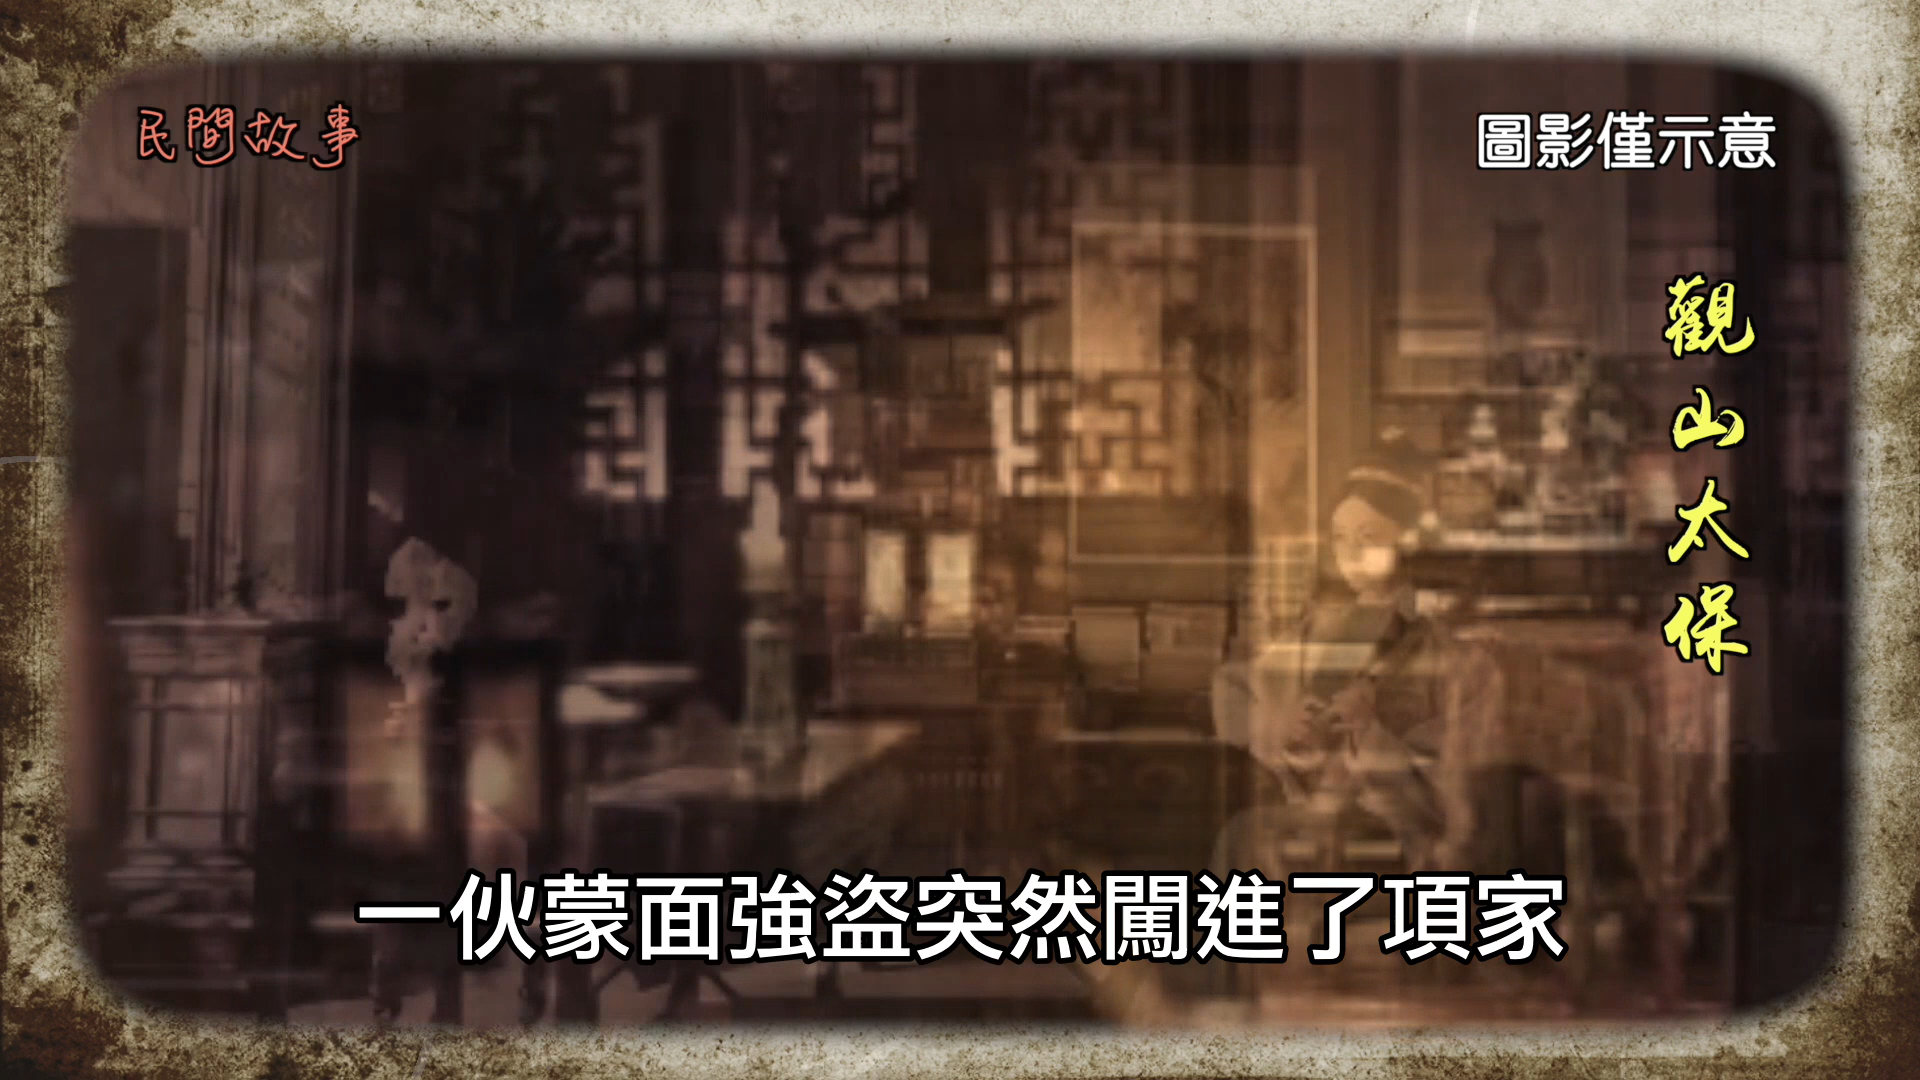 民間故事
圖影僅示意
觀山太保
一伙蒙面強盜突然闖進了項家